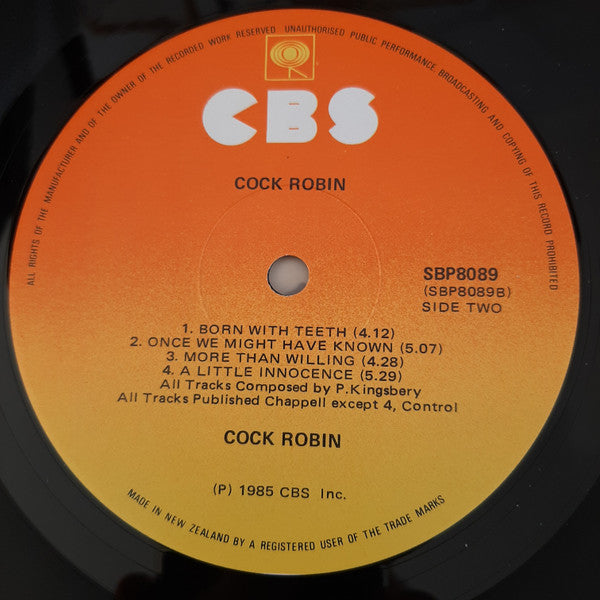 ALL RIGHTS OF THE MANUFACTURER AND OF THE OWNER OF THE RECORDED WORK RESERVED UNAUTHORISED PUBLIC PERFORMANCE BROADCASTING AND COPYING OF THIS RECORD PROHIBITED
CBS
COCK ROBIN
SBP8089
(SBP8089B)
SIDE TWO
1. BORN WITH TEETH (4.12)
2. ONCE WE MIGHT HAVE KNOWN (5.07)
3. MORE THAN WILLING (4.28)
4. A LITTLE INNOCENCE (5.29)
All Tracks Composed by P.Kingsbery
All Tracks Published Chappell except 4, Control
COCK ROBIN
(P) 1985 CBS Inc.
MADE IN NEW ZEALAND BY A REGISTERED USER OF THE TRADE MARKS